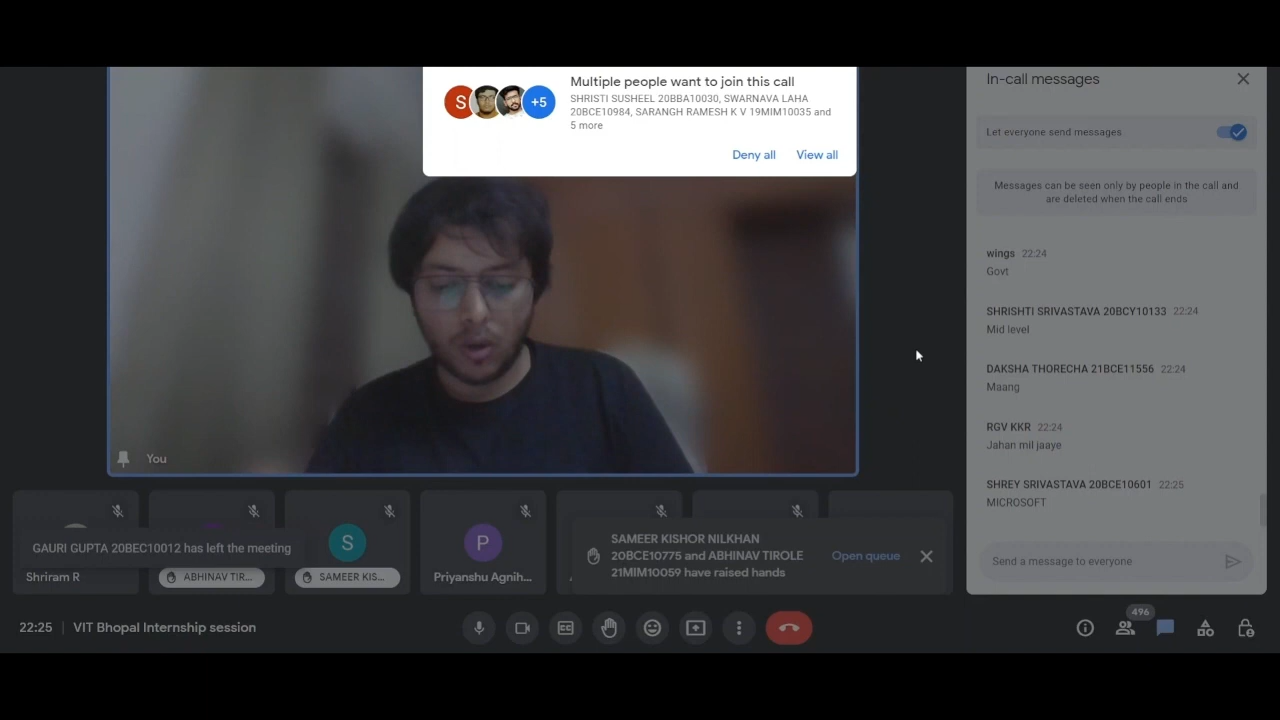 Multiple people want to join this call
S
+5
SHRISTI SUSHEEL 20BBA10030, SWARNAVA LAHA
20BCE10984, SARANGH RAMESH K V 19MIM10035 and
5 more
Deny all
View all
You
In-call messages
Let everyone send messages
Messages can be seen only by people in the call and
are deleted when the call ends
wings 22:24
Govt
SHRISHTI SRIVASTAVA 20BCY10133 22:24
Mid level
DAKSHA THORECHA 21BCE11556 22:24
Maang
RGV KKR 22:24
Jahan mil jaaye
SHREY SRIVASTAVA 20BCE10601 22:25
MICROSOFT
Send a message to everyone
GAURI GUPTA 20BEC10012 has left the meeting
Shriram R
ABHINAV TIR...
S
SAMEER KIS...
P
Priyanshu Agnih...
SAMEER KISHOR NILKHAN
20BCE10775 and ABHINAV TIROLE
21MIM10059 have raised hands
Open queue
22:25 | VIT Bhopal Internship session
CC
496